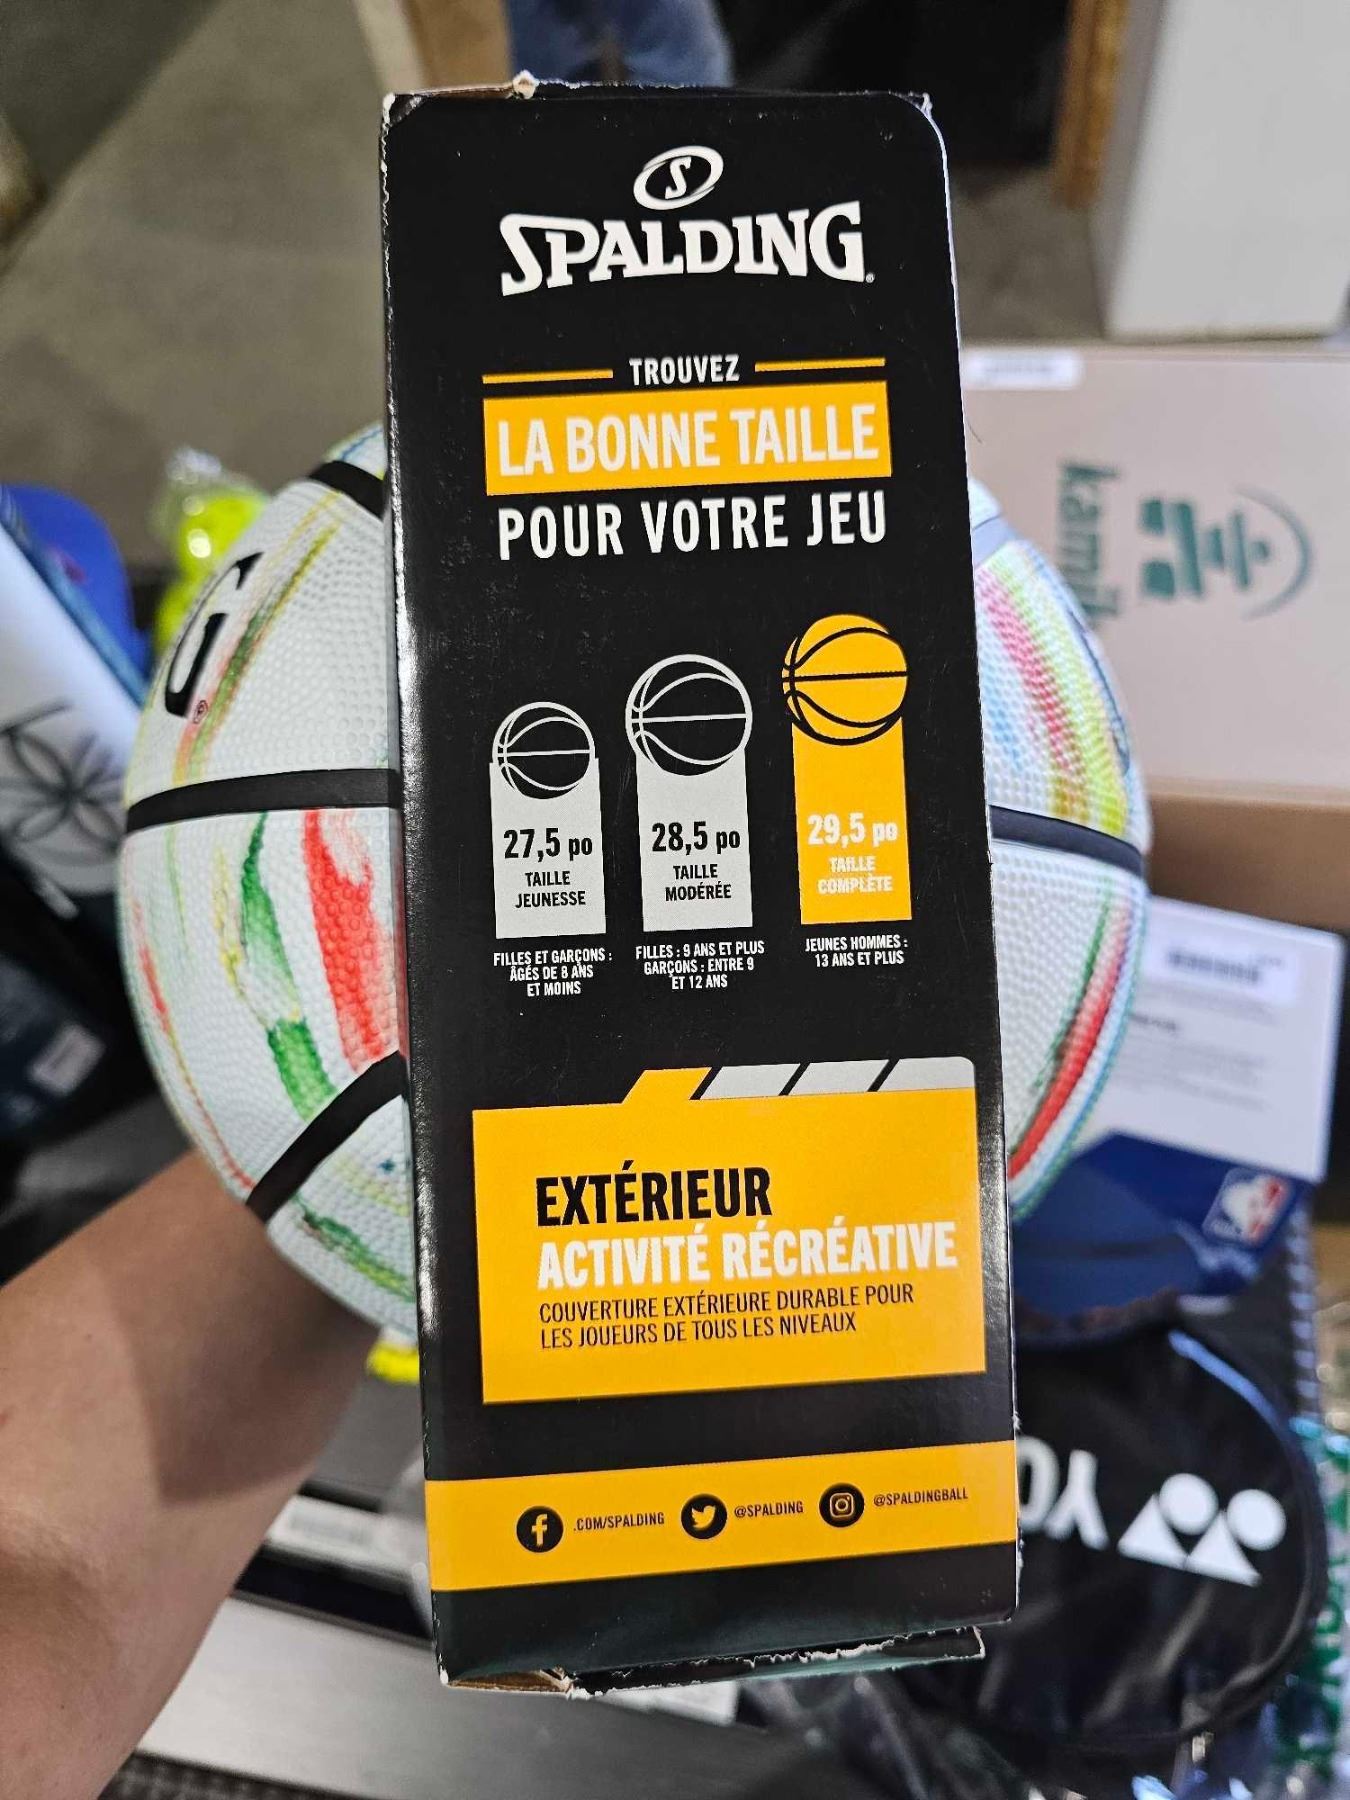 S
SPALDING®
TROUVEZ
LA BONNE TAILLE
POUR VOTRE JEU
27,5 po
TAILLE
JEUNESSE
28,5 po
TAILLE
MODÉRÉE
29,5 po
TAILLE
COMPLÈTE
FILLES ET GARÇONS :
ÂGÉS DE 8 ANS
ET MOINS
FILLES : 9 ANS ET PLUS
GARÇONS : ENTRE 9
ET 12 ANS
JEUNES HOMMES :
13 ANS ET PLUS
EXTÉRIEUR
ACTIVITÉ RÉCRÉATIVE
COUVERTURE EXTÉRIEURE DURABLE POUR
LES JOUEURS DE TOUS LES NIVEAUX
.COM/SPALDING
@SPALDING
@SPALDINGBALL
G®
kamik
YO